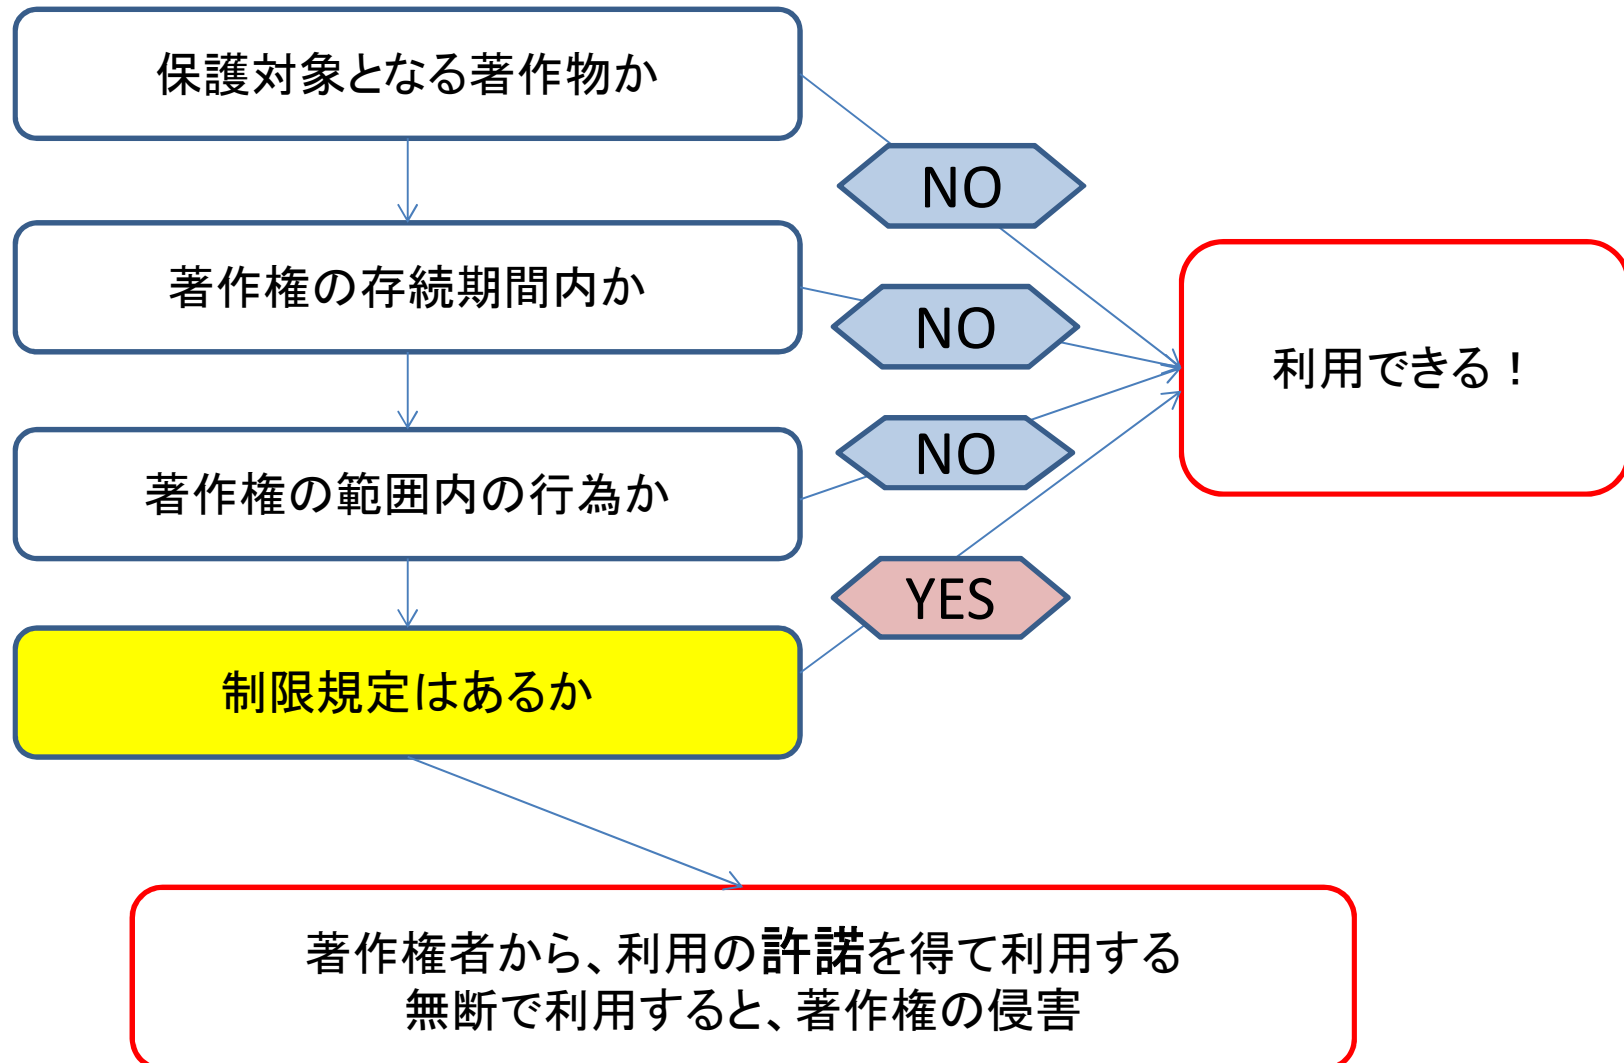 保護対象となる著作物か
NO
著作権の存続期間内か
NO
利用できる！
著作権の範囲内の行為か
NO
YES
制限規定はあるか
著作権者から、利用の許諾を得て利用する
無断で利用すると、著作権の侵害